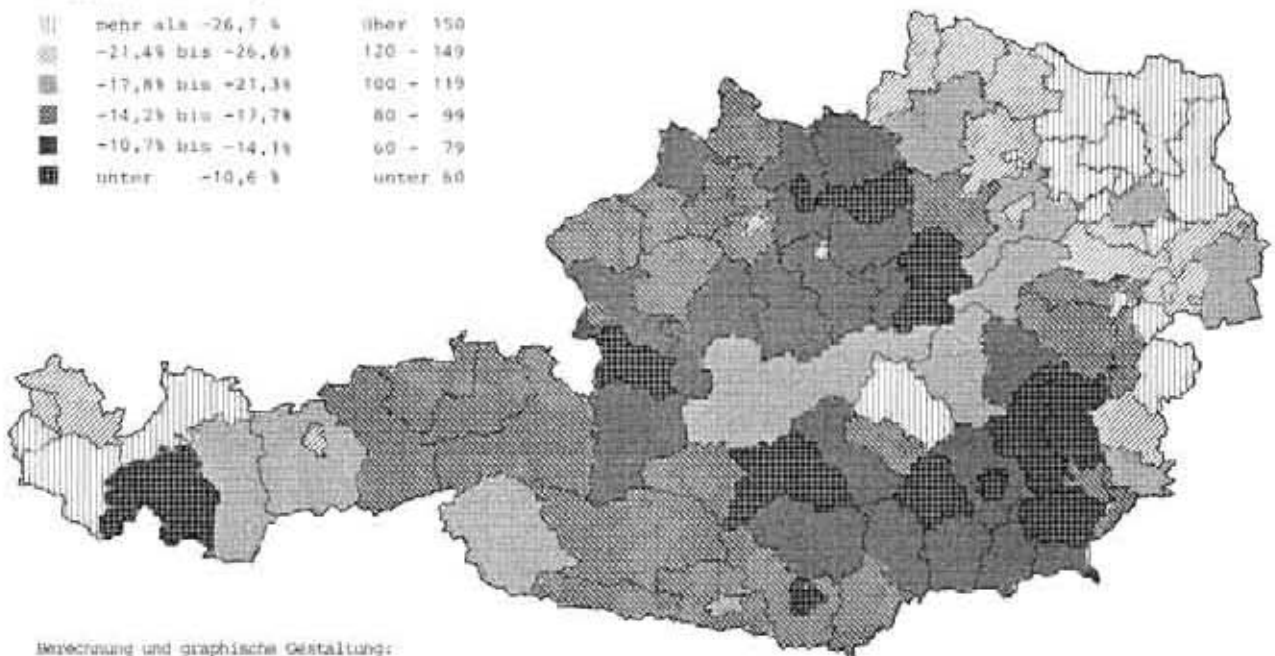 mehr als -26,7 % über 150
-21,4% bis -26,6% 120 - 149
-17,8% bis -21,3% 100 - 119
-14,2% bis -17,7% 80 - 99
-10,7% bis -14,1% 60 - 79
unter -10,6 % unter 60
Berechnung und graphische Gestaltung: